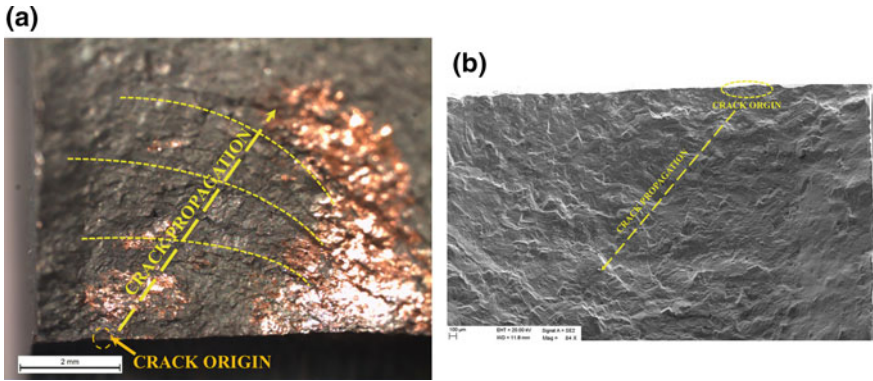 (a)
CRACK PROPAGATION
CRACK ORIGIN
2 mm
(b)
CRACK ORGIN
CRACK PROPAGATION
100 µm
EHT = 20.00 kV
Signal A = SE2
WD = 11.8 mm
Mag = 84 X